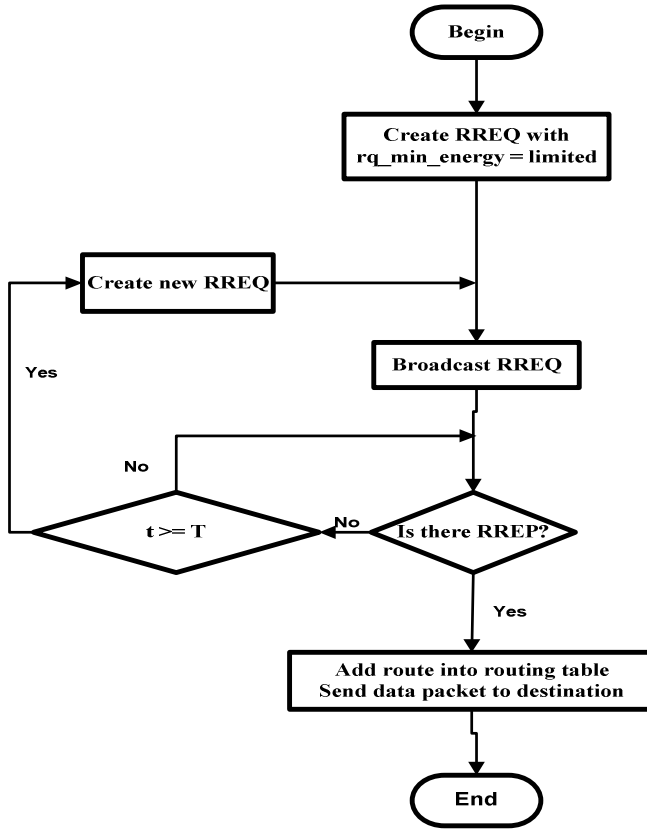 Begin
Create RREQ with
rq_min_energy = limited
Create new RREQ
Yes
Broadcast RREQ
No
t >= T
No
Is there RREP?
Yes
Add route into routing table
Send data packet to destination
End